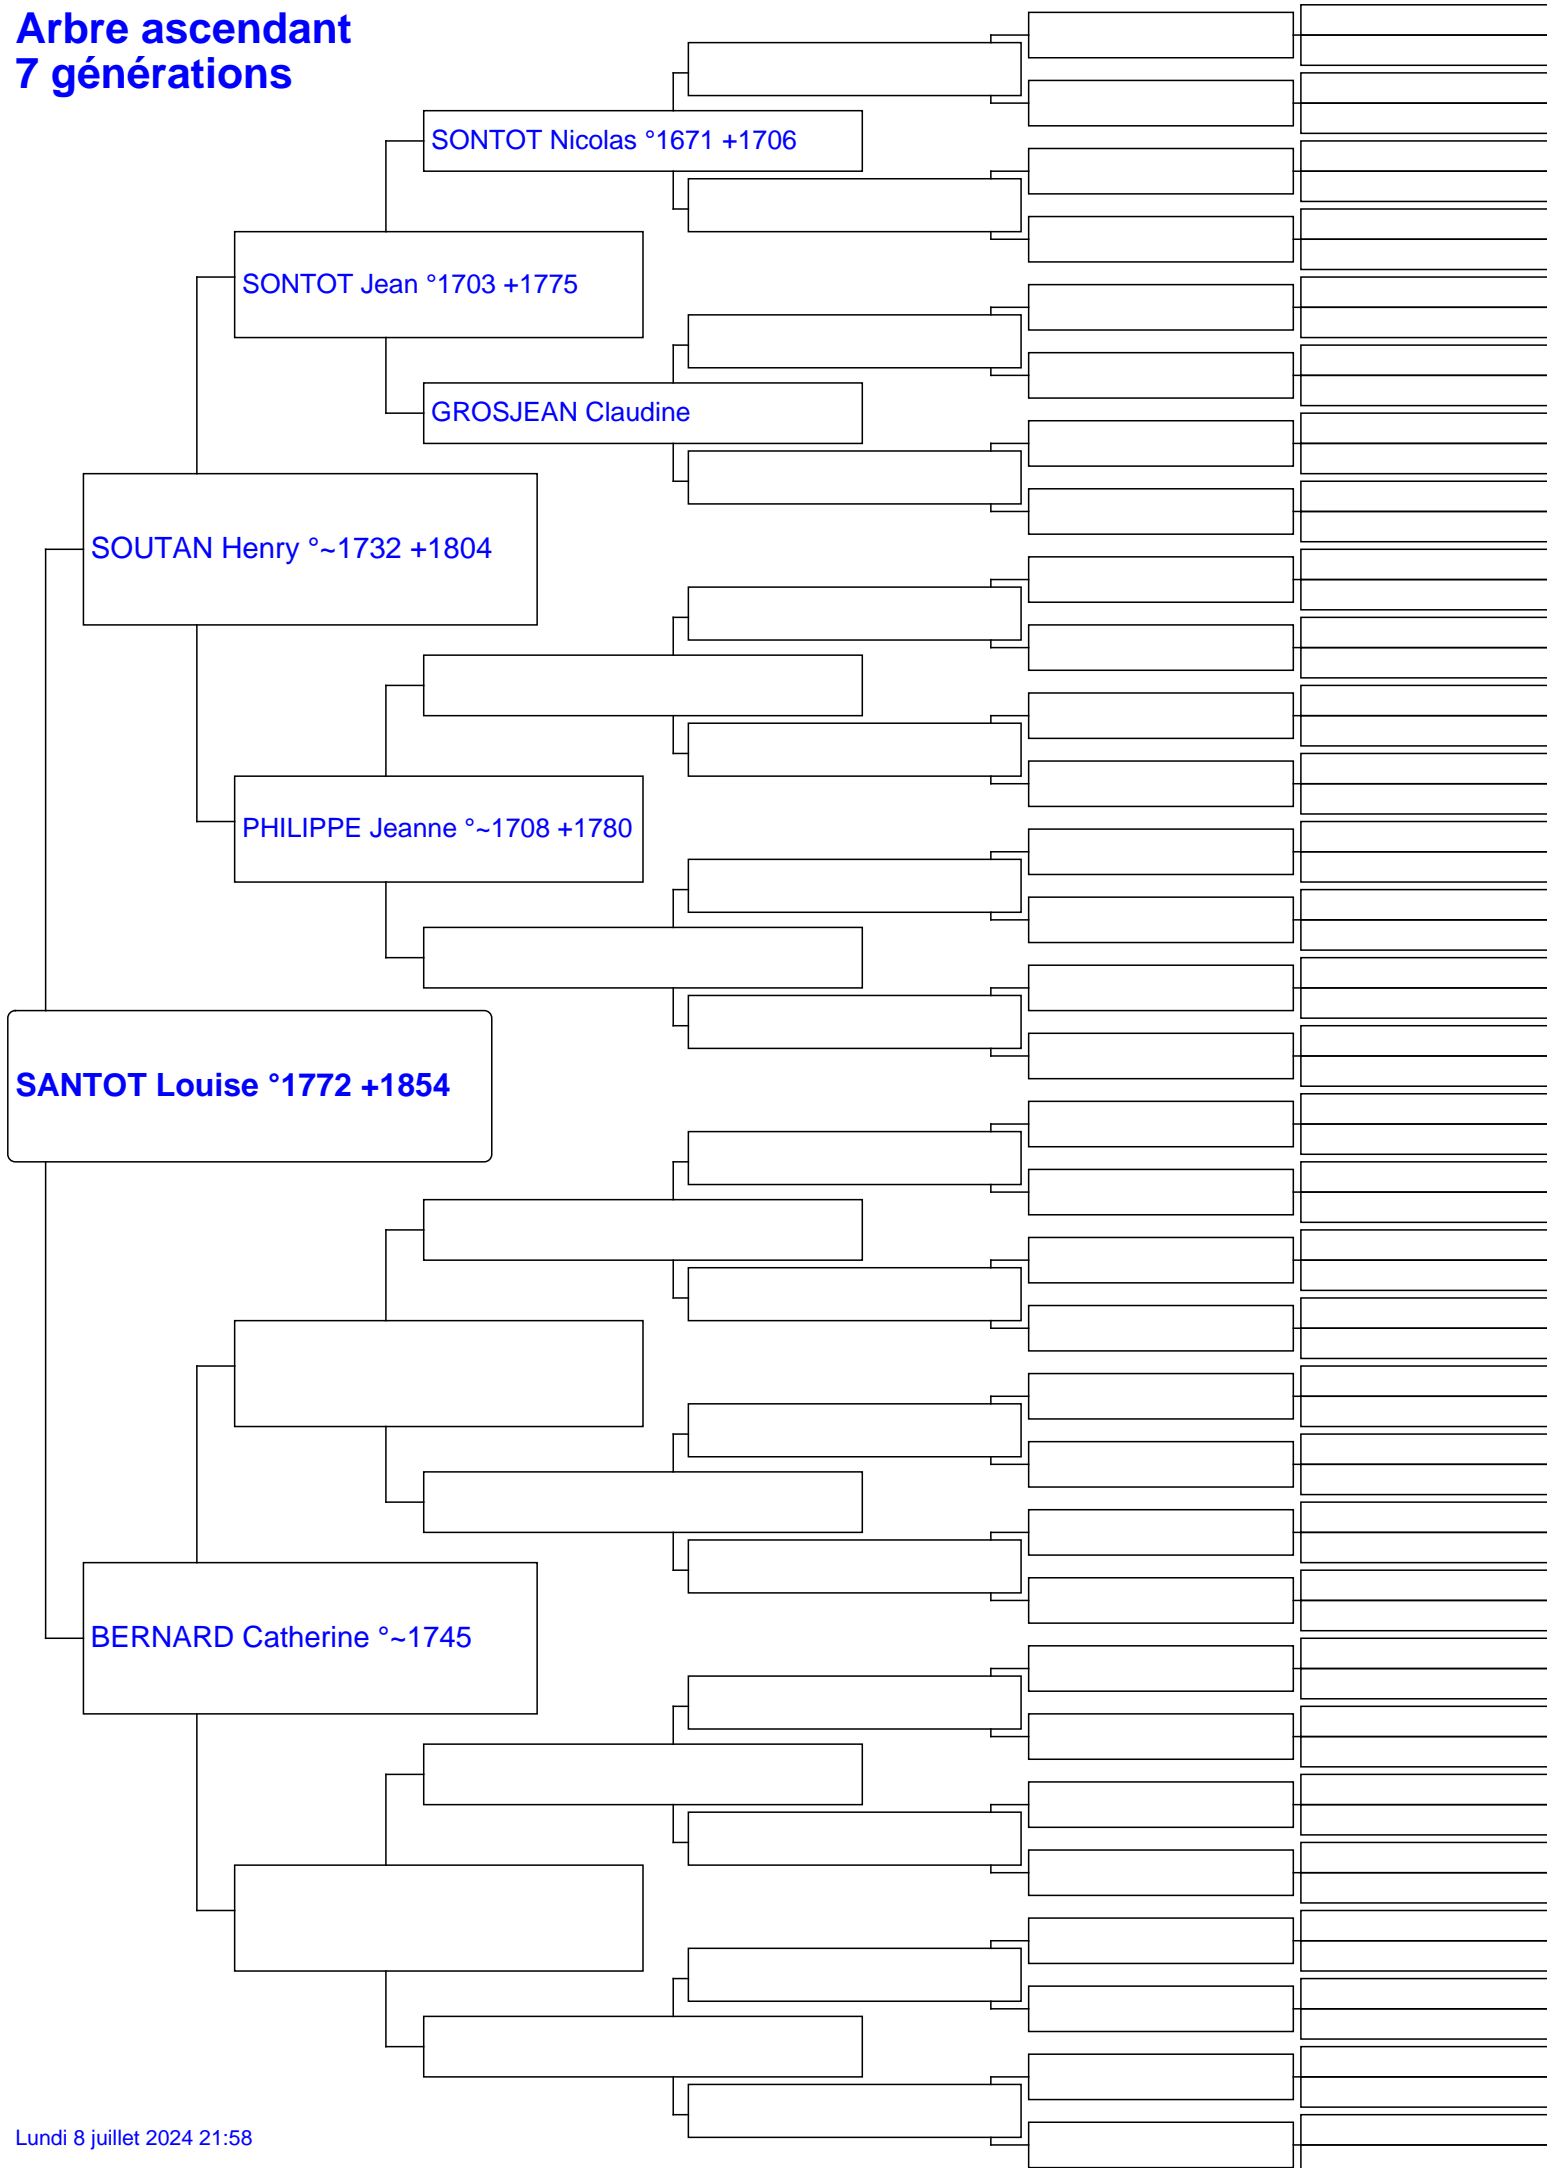 Arbre ascendant
7 générations
SONTOT Nicolas °1671 +1706
SONTOT Jean °1703 +1775
GROSJEAN Claudine
SOUTAN Henry °~1732 +1804
PHILIPPE Jeanne °~1708 +1780
SANTOT Louise °1772 +1854
BERNARD Catherine °~1745
Lundi 8 juillet 2024 21:58